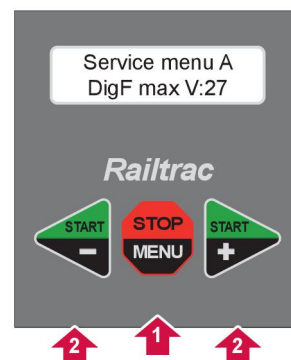 Service menu A
DigF max V:27
Railtrac
START STOP START
- MENU +
2 1 2